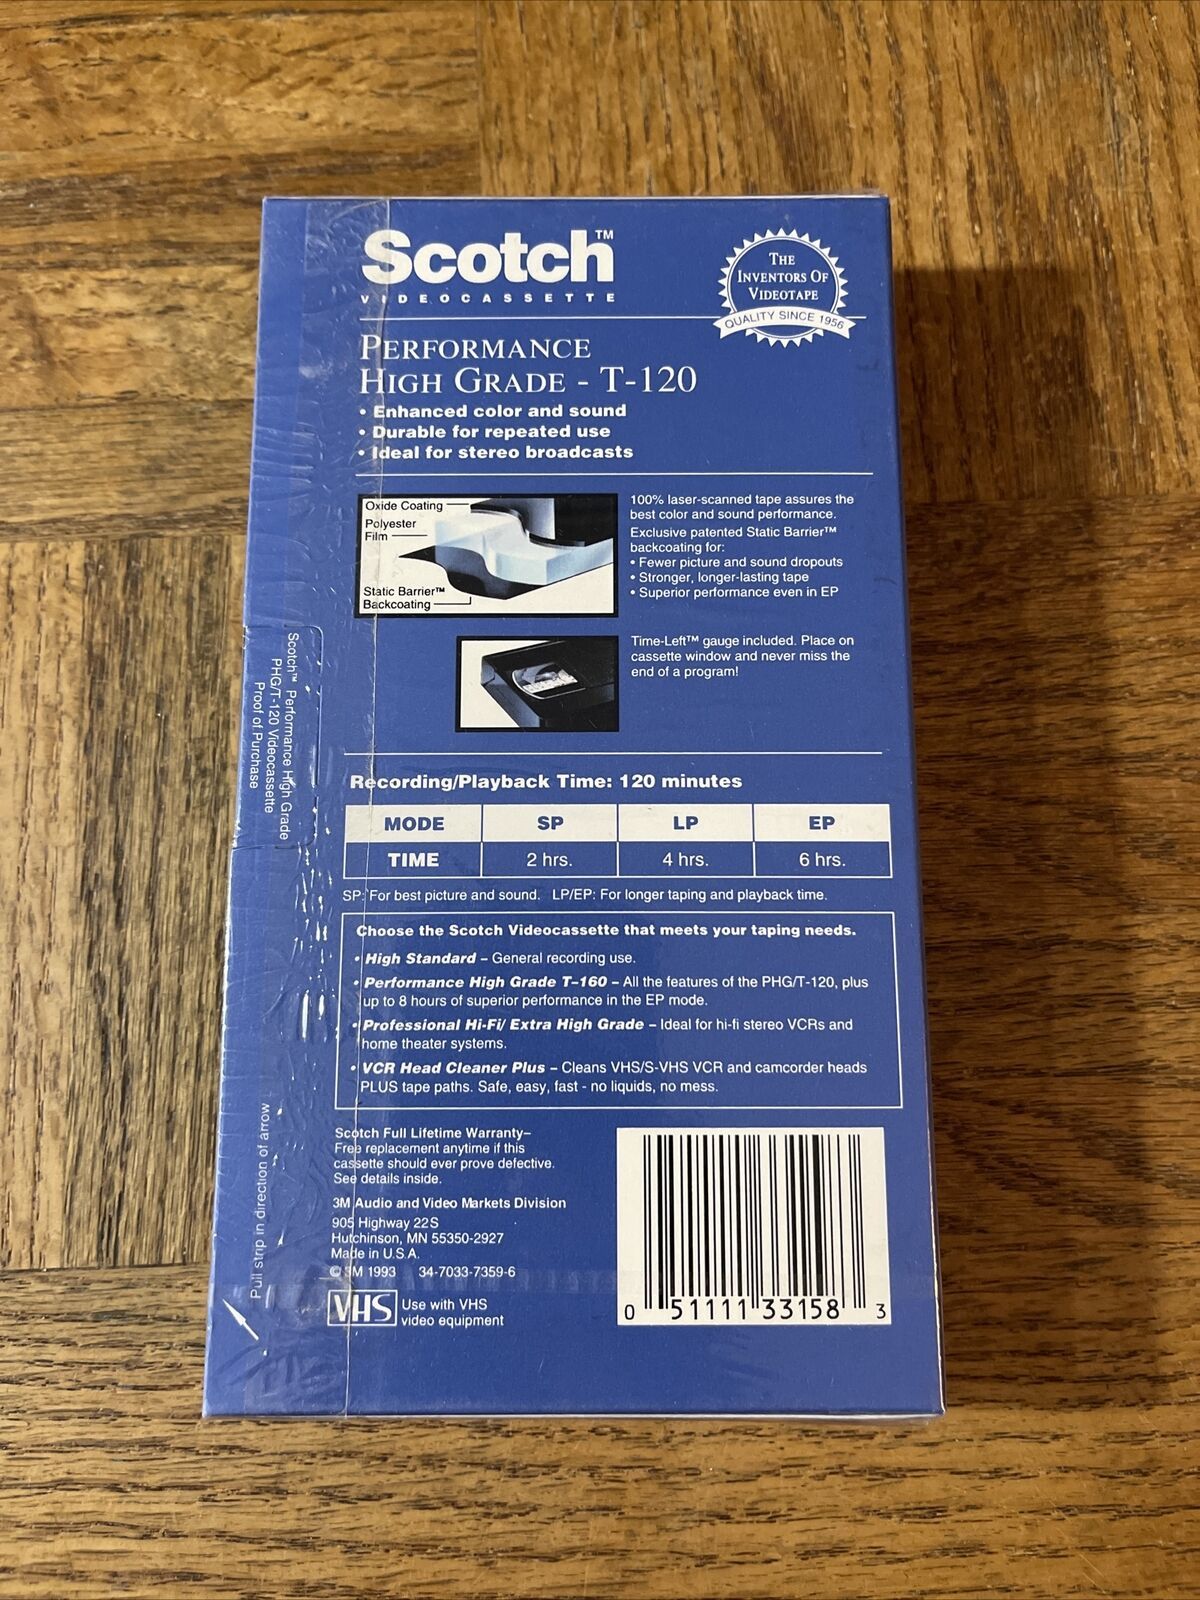 Scotch™
VIDEOCASSETTE
THE
INVENTORS OF
VIDEOTAPE
QUALITY SINCE 1956
PERFORMANCE
HIGH GRADE - T-120
• Enhanced color and sound
• Durable for repeated use
• Ideal for stereo broadcasts
Oxide Coating
Polyester
Film
Static Barrier™
Backcoating
100% laser-scanned tape assures the
best color and sound performance.
Exclusive patented Static Barrier™
backcoating for:
• Fewer picture and sound dropouts
• Stronger, longer-lasting tape
• Superior performance even in EP
Time-Left™ gauge included. Place on
cassette window and never miss the
end of a program!
Scotch™ Performance High Grade
PHG/T-120 Videocassette
Proof of Purchase
Recording/Playback Time: 120 minutes
MODE SP LP EP
TIME 2 hrs. 4 hrs. 6 hrs.
SP: For best picture and sound. LP/EP: For longer taping and playback time.
Choose the Scotch Videocassette that meets your taping needs.
• High Standard – General recording use.
• Performance High Grade T-160 – All the features of the PHG/T-120, plus
up to 8 hours of superior performance in the EP mode.
• Professional Hi-Fi/ Extra High Grade – Ideal for hi-fi stereo VCRs and
home theater systems.
• VCR Head Cleaner Plus – Cleans VHS/S-VHS VCR and camcorder heads
PLUS tape paths. Safe, easy, fast - no liquids, no mess.
Pull strip in direction of arrow
Scotch Full Lifetime Warranty–
Free replacement anytime if this
cassette should ever prove defective.
See details inside.
3M Audio and Video Markets Division
905 Highway 22S
Hutchinson, MN 55350-2927
Made in U.S.A.
© 3M 1993 34-7033-7359-6
VHS Use with VHS
video equipment
0 51111 33158 3